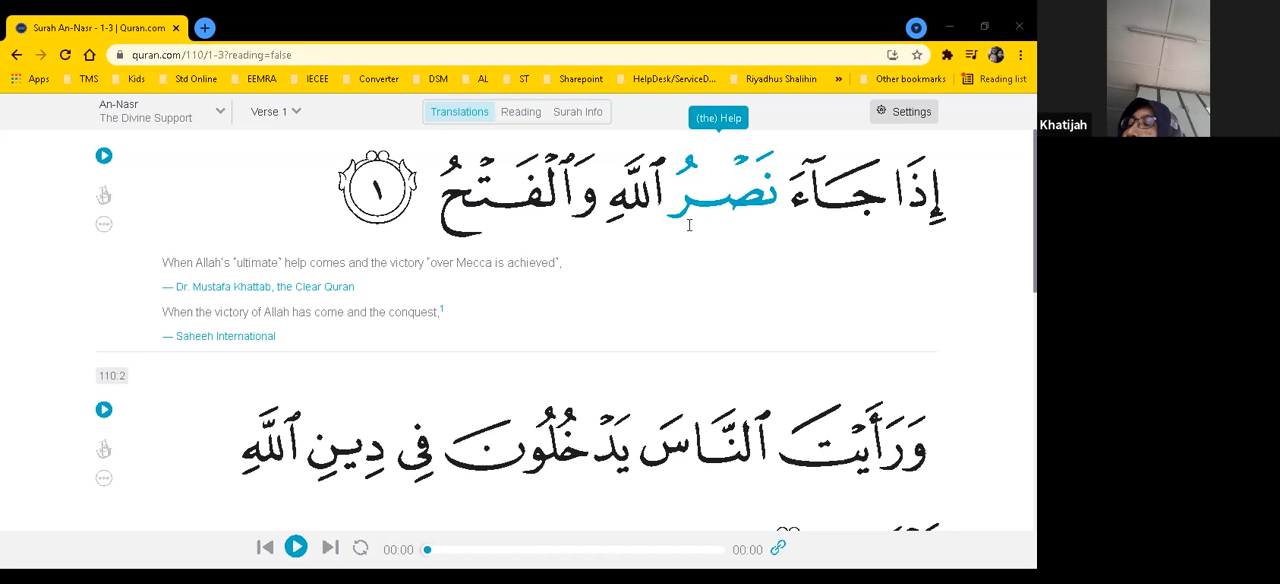 Surah An-Nasr - 1-3 | Quran.com
quran.com/110/1-3?reading=false
Apps TMS Kids Std Online EEMRA IECEE Converter DSM AL ST Sharepoint HelpDesk/ServiceD... Riyadhus Shalihin » Other bookmarks Reading list
An-Nasr
The Divine Support
Verse 1
Translations Reading Surah Info
(the) Help
Settings
Khatijah
إِذَا جَآءَ نَصْرُ ٱللَّهِ وَٱلْفَتْحُ ١
When Allah's ˹ultimate˺ help comes and the victory ˹over Mecca is achieved˺,
— Dr. Mustafa Khattab, the Clear Quran
When the victory of Allah has come and the conquest,1
— Saheeh International
110:2
وَرَأَيْتَ ٱلنَّاسَ يَدْخُلُونَ فِى دِينِ ٱللَّهِ
00:00 00:00